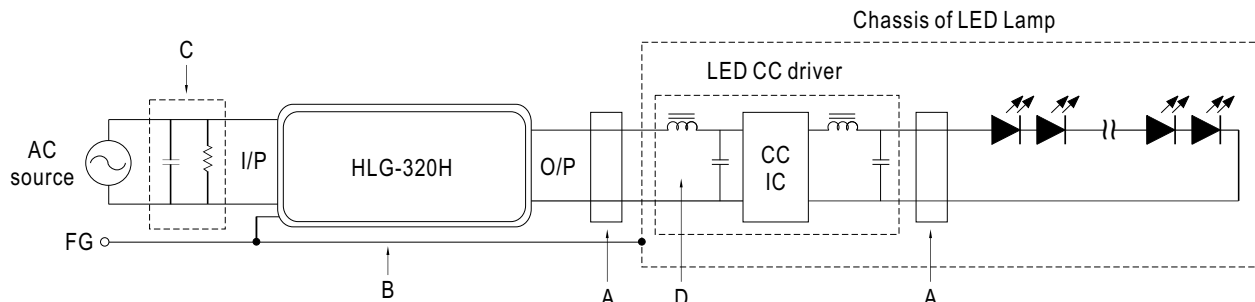 Chassis of LED Lamp
C
LED CC driver
AC
source
I/P
HLG-320H
O/P
CC
IC
FG
B
A
D
A